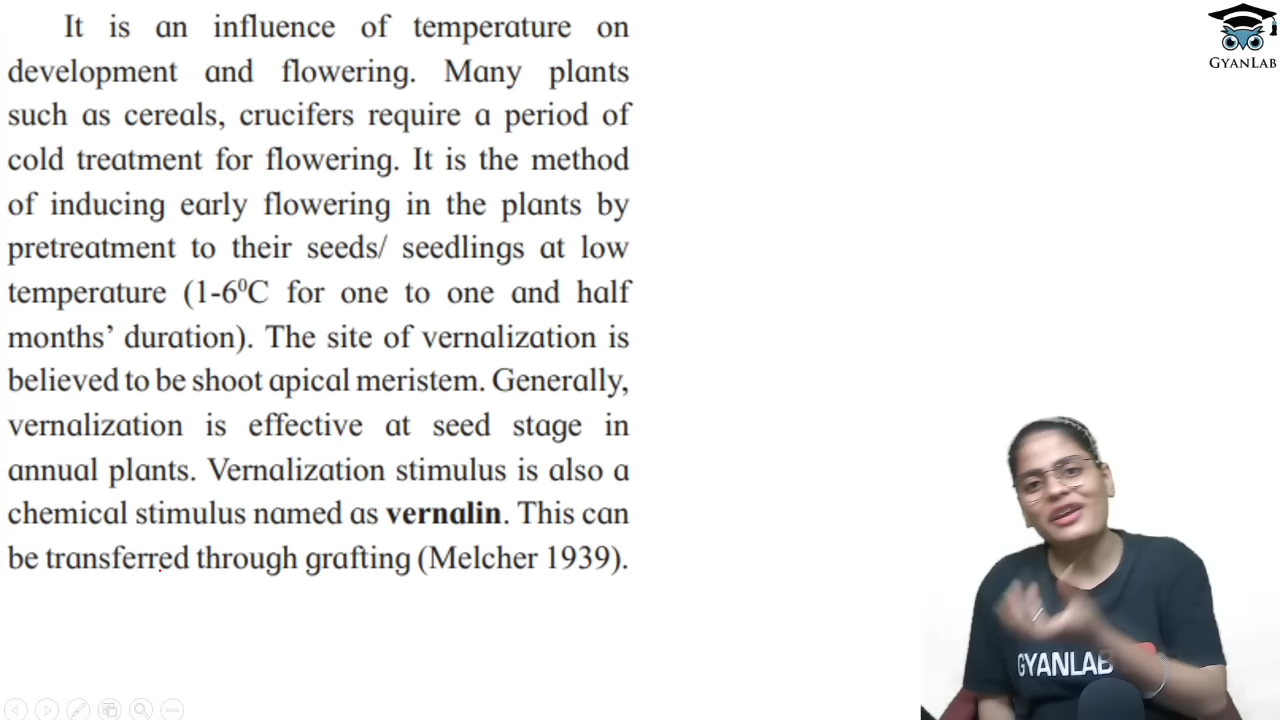 It is an influence of temperature on
development and flowering. Many plants
such as cereals, crucifers require a period of
cold treatment for flowering. It is the method
of inducing early flowering in the plants by
pretreatment to their seeds/ seedlings at low
temperature (1-6⁰C for one to one and half
months’ duration). The site of vernalization is
believed to be shoot apical meristem. Generally,
vernalization is effective at seed stage in
annual plants. Vernalization stimulus is also a
chemical stimulus named as vernalin. This can
be transferred through grafting (Melcher 1939).
GYANLAB
GYANLAB